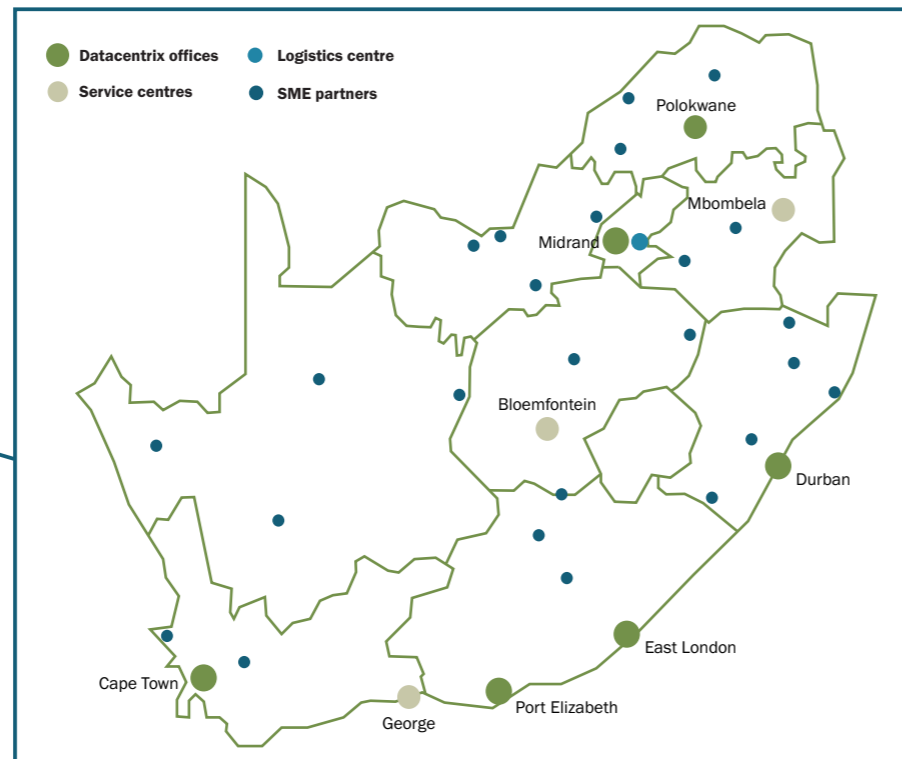 Datacentrix offices
Logistics centre
Service centres
SME partners
Polokwane
Mbombela
Midrand
Bloemfontein
Durban
East London
Cape Town
Port Elizabeth
George